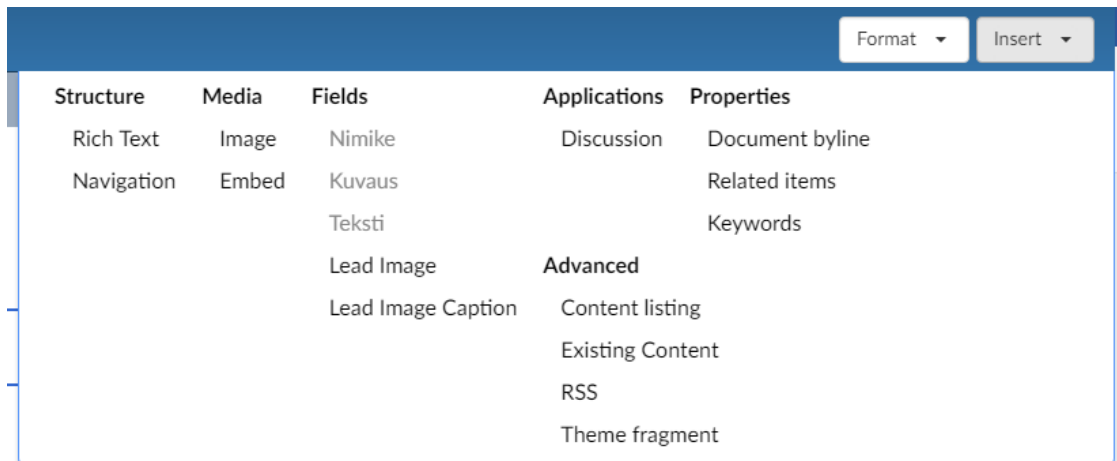 Format
Insert
Structure
Rich Text
Navigation
Media
Image
Embed
Fields
Nimike
Kuvaus
Teksti
Lead Image
Lead Image Caption
Applications
Discussion
Properties
Document byline
Related items
Keywords
Advanced
Content listing
Existing Content
RSS
Theme fragment